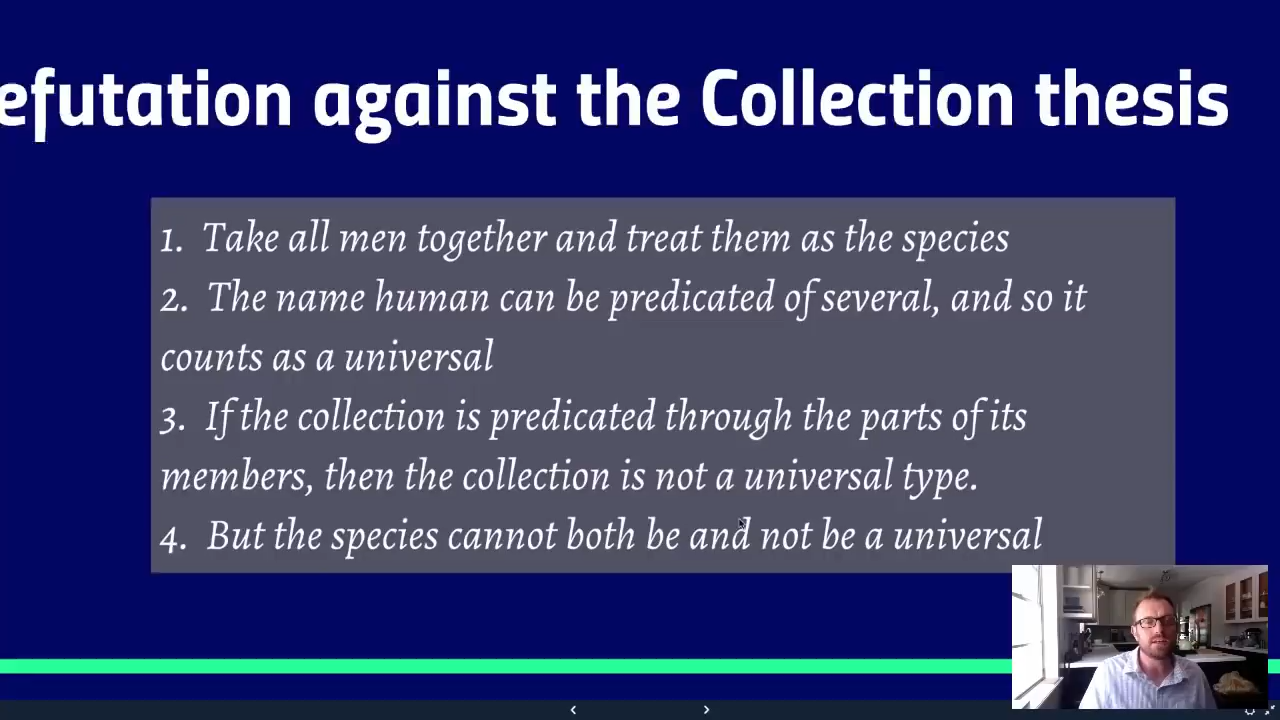 efutation against the Collection thesis
1. Take all men together and treat them as the species
2. The name human can be predicated of several, and so it
counts as a universal
3. If the collection is predicated through the parts of its
members, then the collection is not a universal type.
4. But the species cannot both be and not be a universal